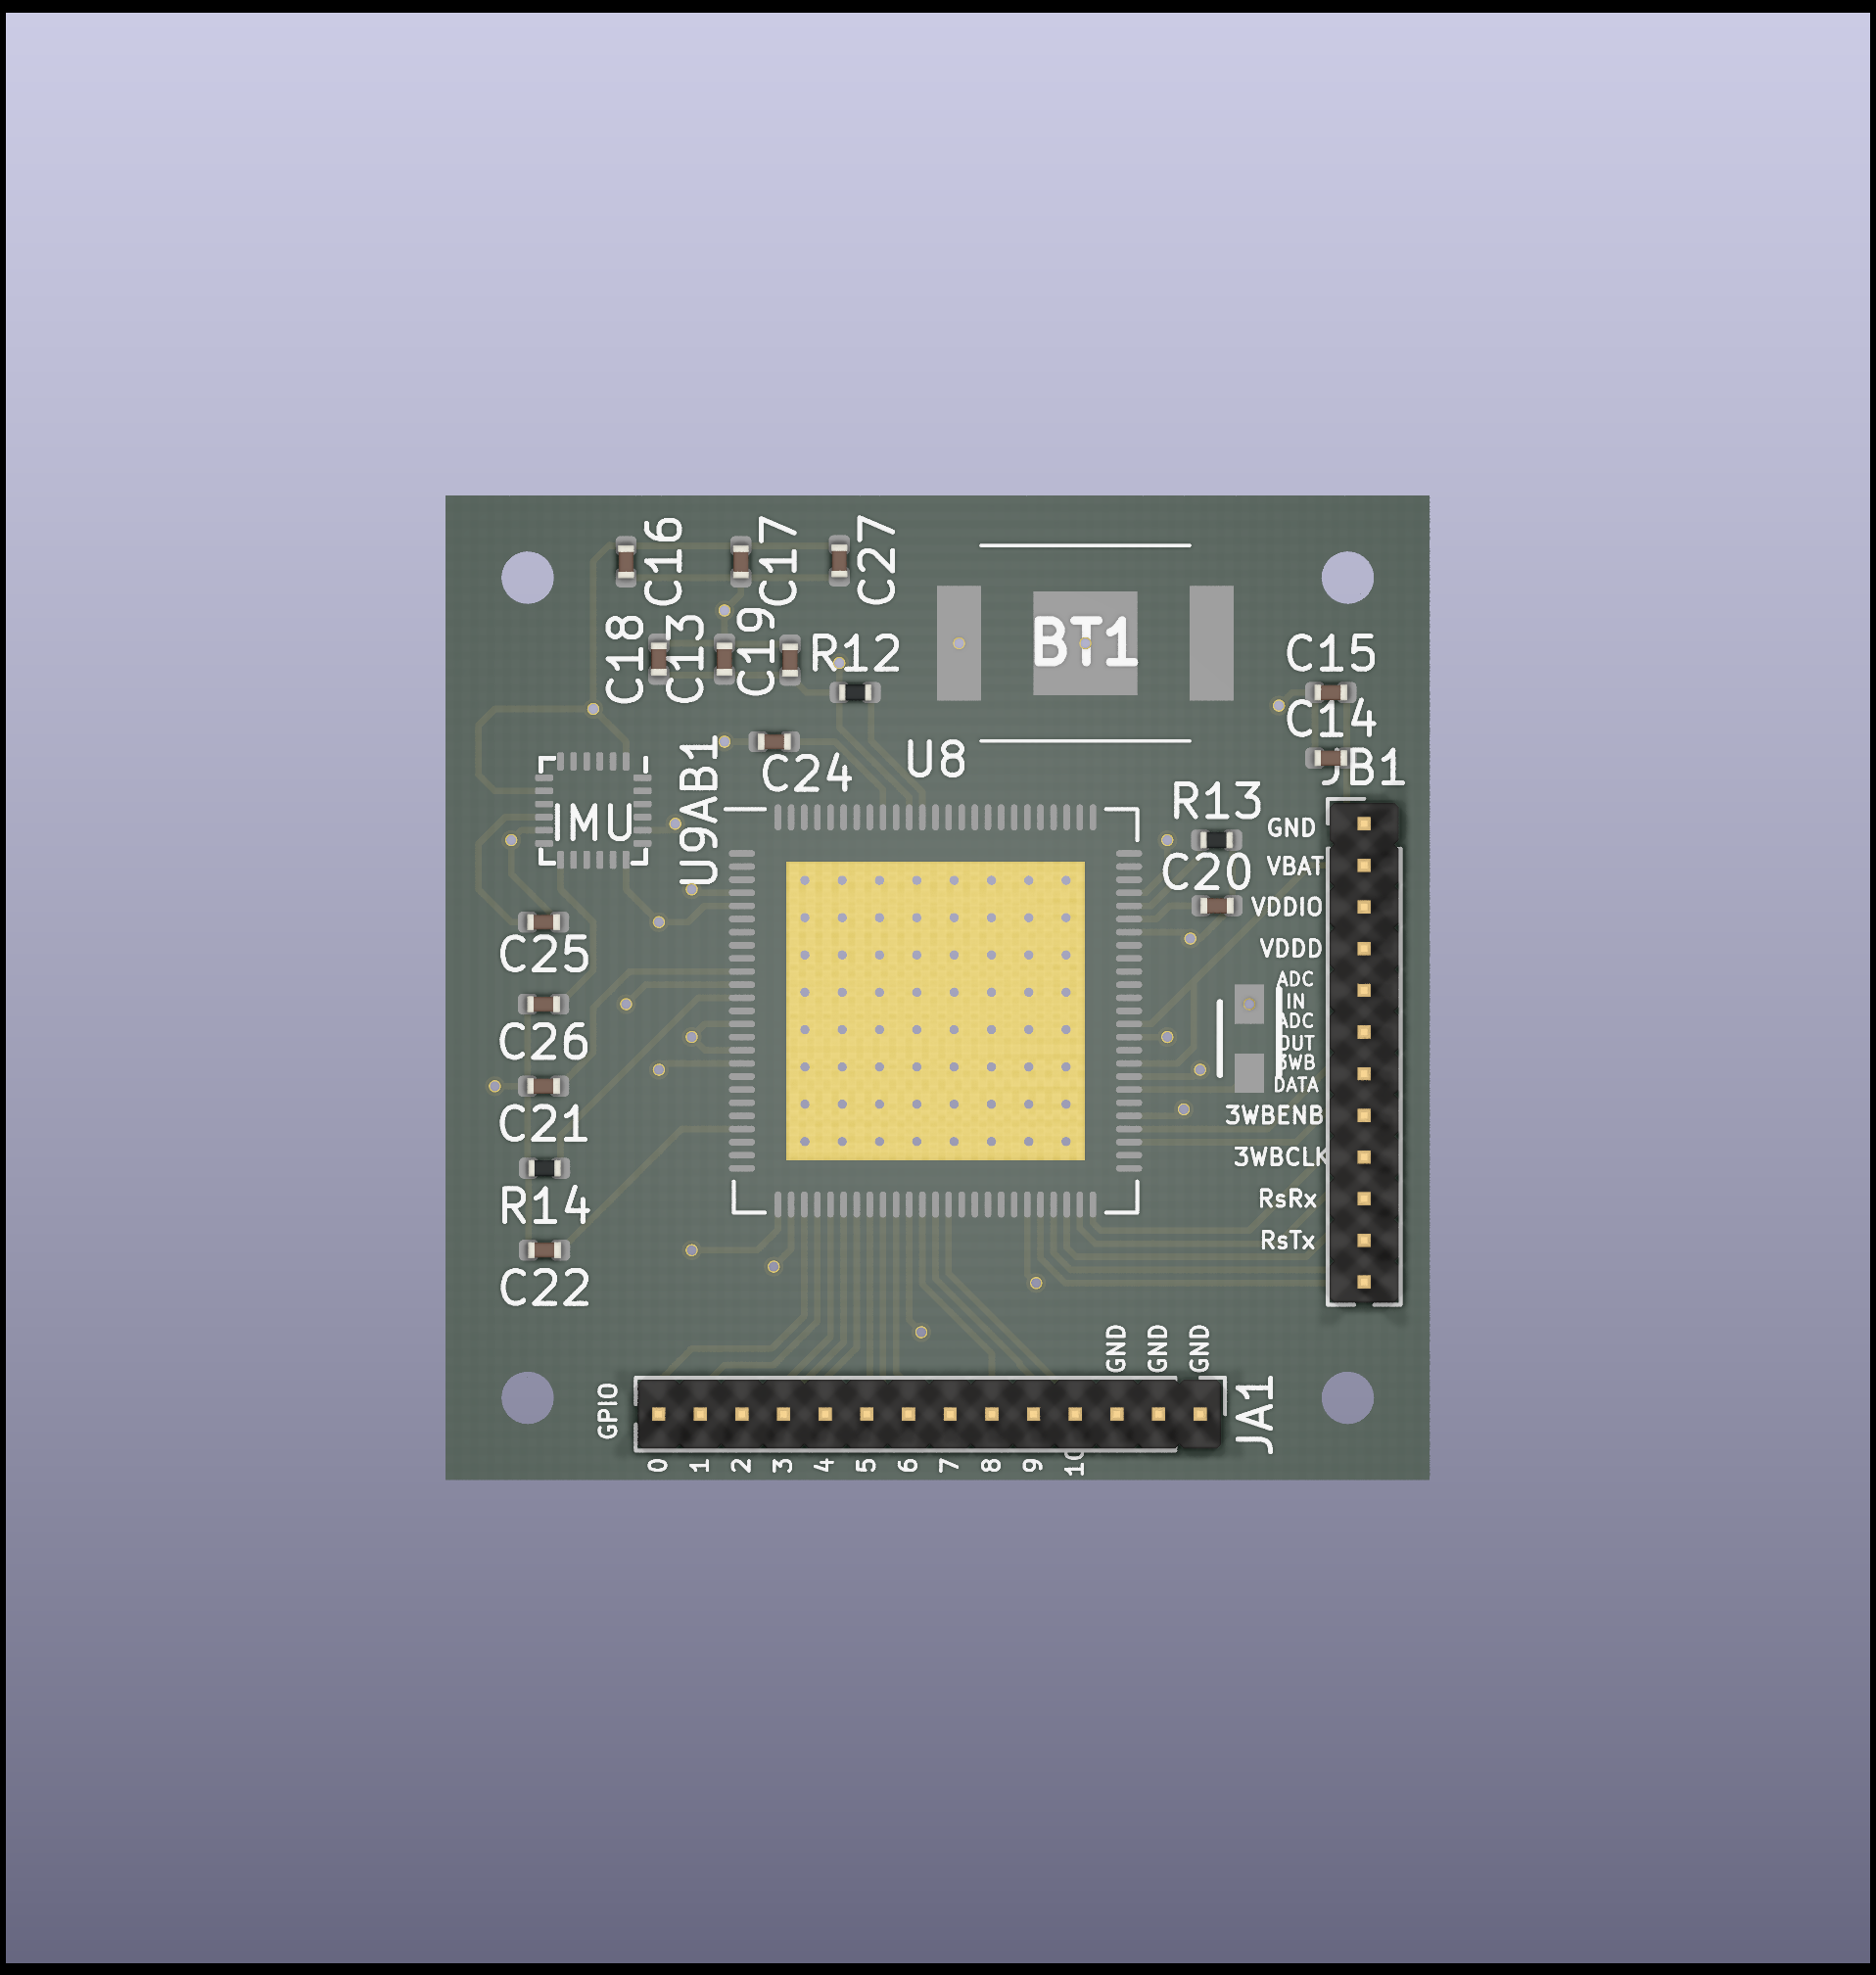 C16
C17
C27
C18
C13
C19
R12
BT1
C15
C14
JB1
U9AB1
C24
U8
IMU
R13
GND
C20
VBAT
VDDIO
VDDD
C25
ADC
IN
C26
ADC
OUT
3WB
DATA
C21
3WBENB
3WBCLK
R14
RsRx
RsTx
C22
GND
GND
GND
GPIO
JA1
0
1
2
3
4
5
6
7
8
9
10